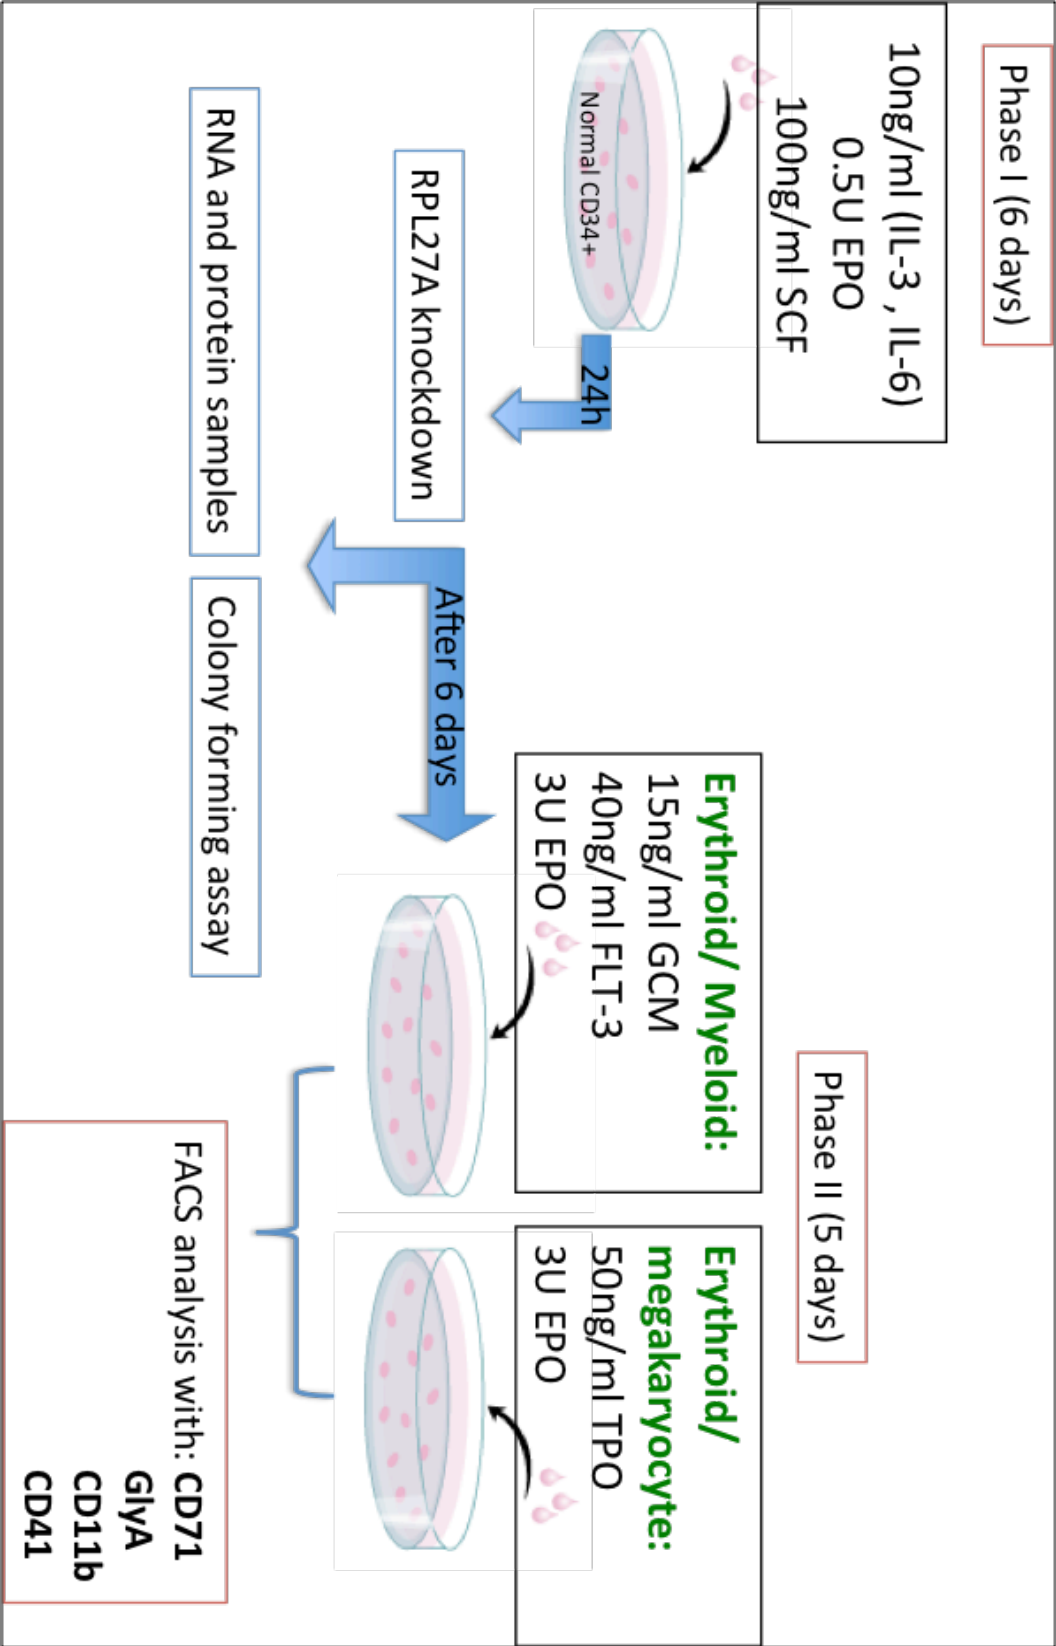 Phase I (6 days)
10ng/ml (IL-3 , IL-6)
0.5U EPO
100ng/ml SCF
Normal CD34+
24h
RPL27A knockdown
After 6 days
RNA and protein samples
Colony forming assay
Phase II (5 days)
Erythroid/ Myeloid:
15ng/ml GCM
40ng/ml FLT-3
3U EPO
Erythroid/
megakaryocyte:
50ng/ml TPO
3U EPO
FACS analysis with: CD71
GlyA
CD11b
CD41